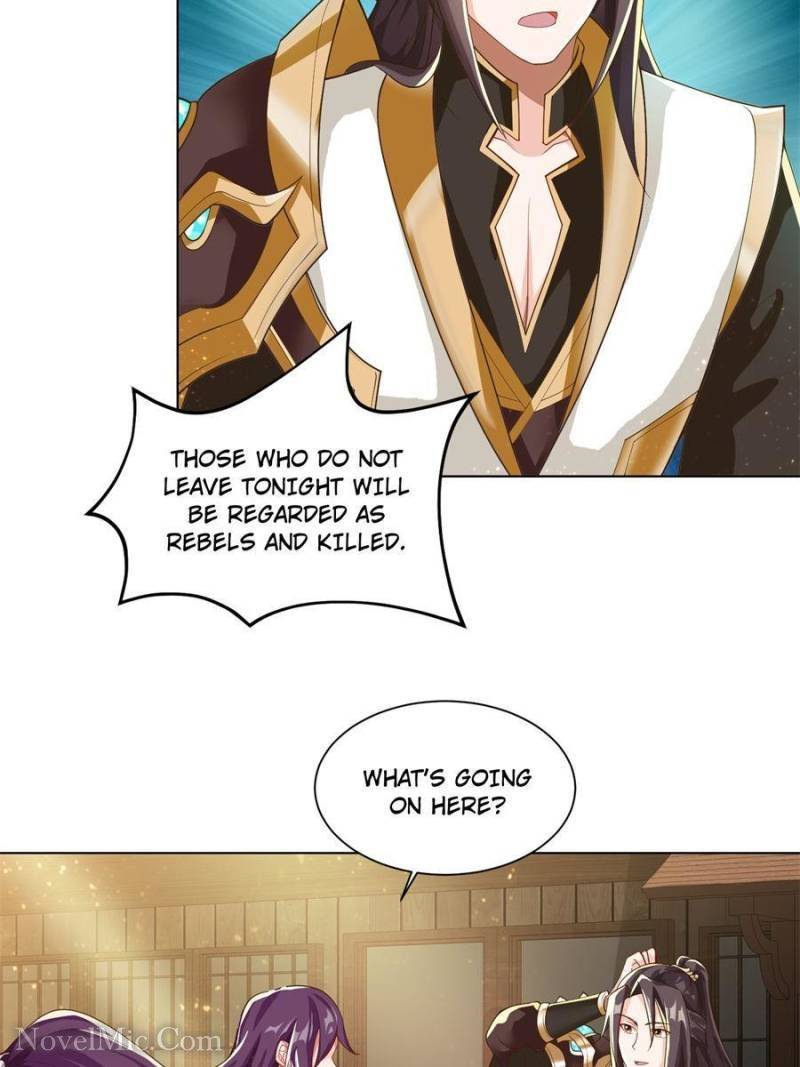 THOSE WHO DO NOT
LEAVE TONIGHT WILL
BE REGARDED AS
REBELS AND KILLED.
WHAT'S GOING
ON HERE?
NovelMic.Com